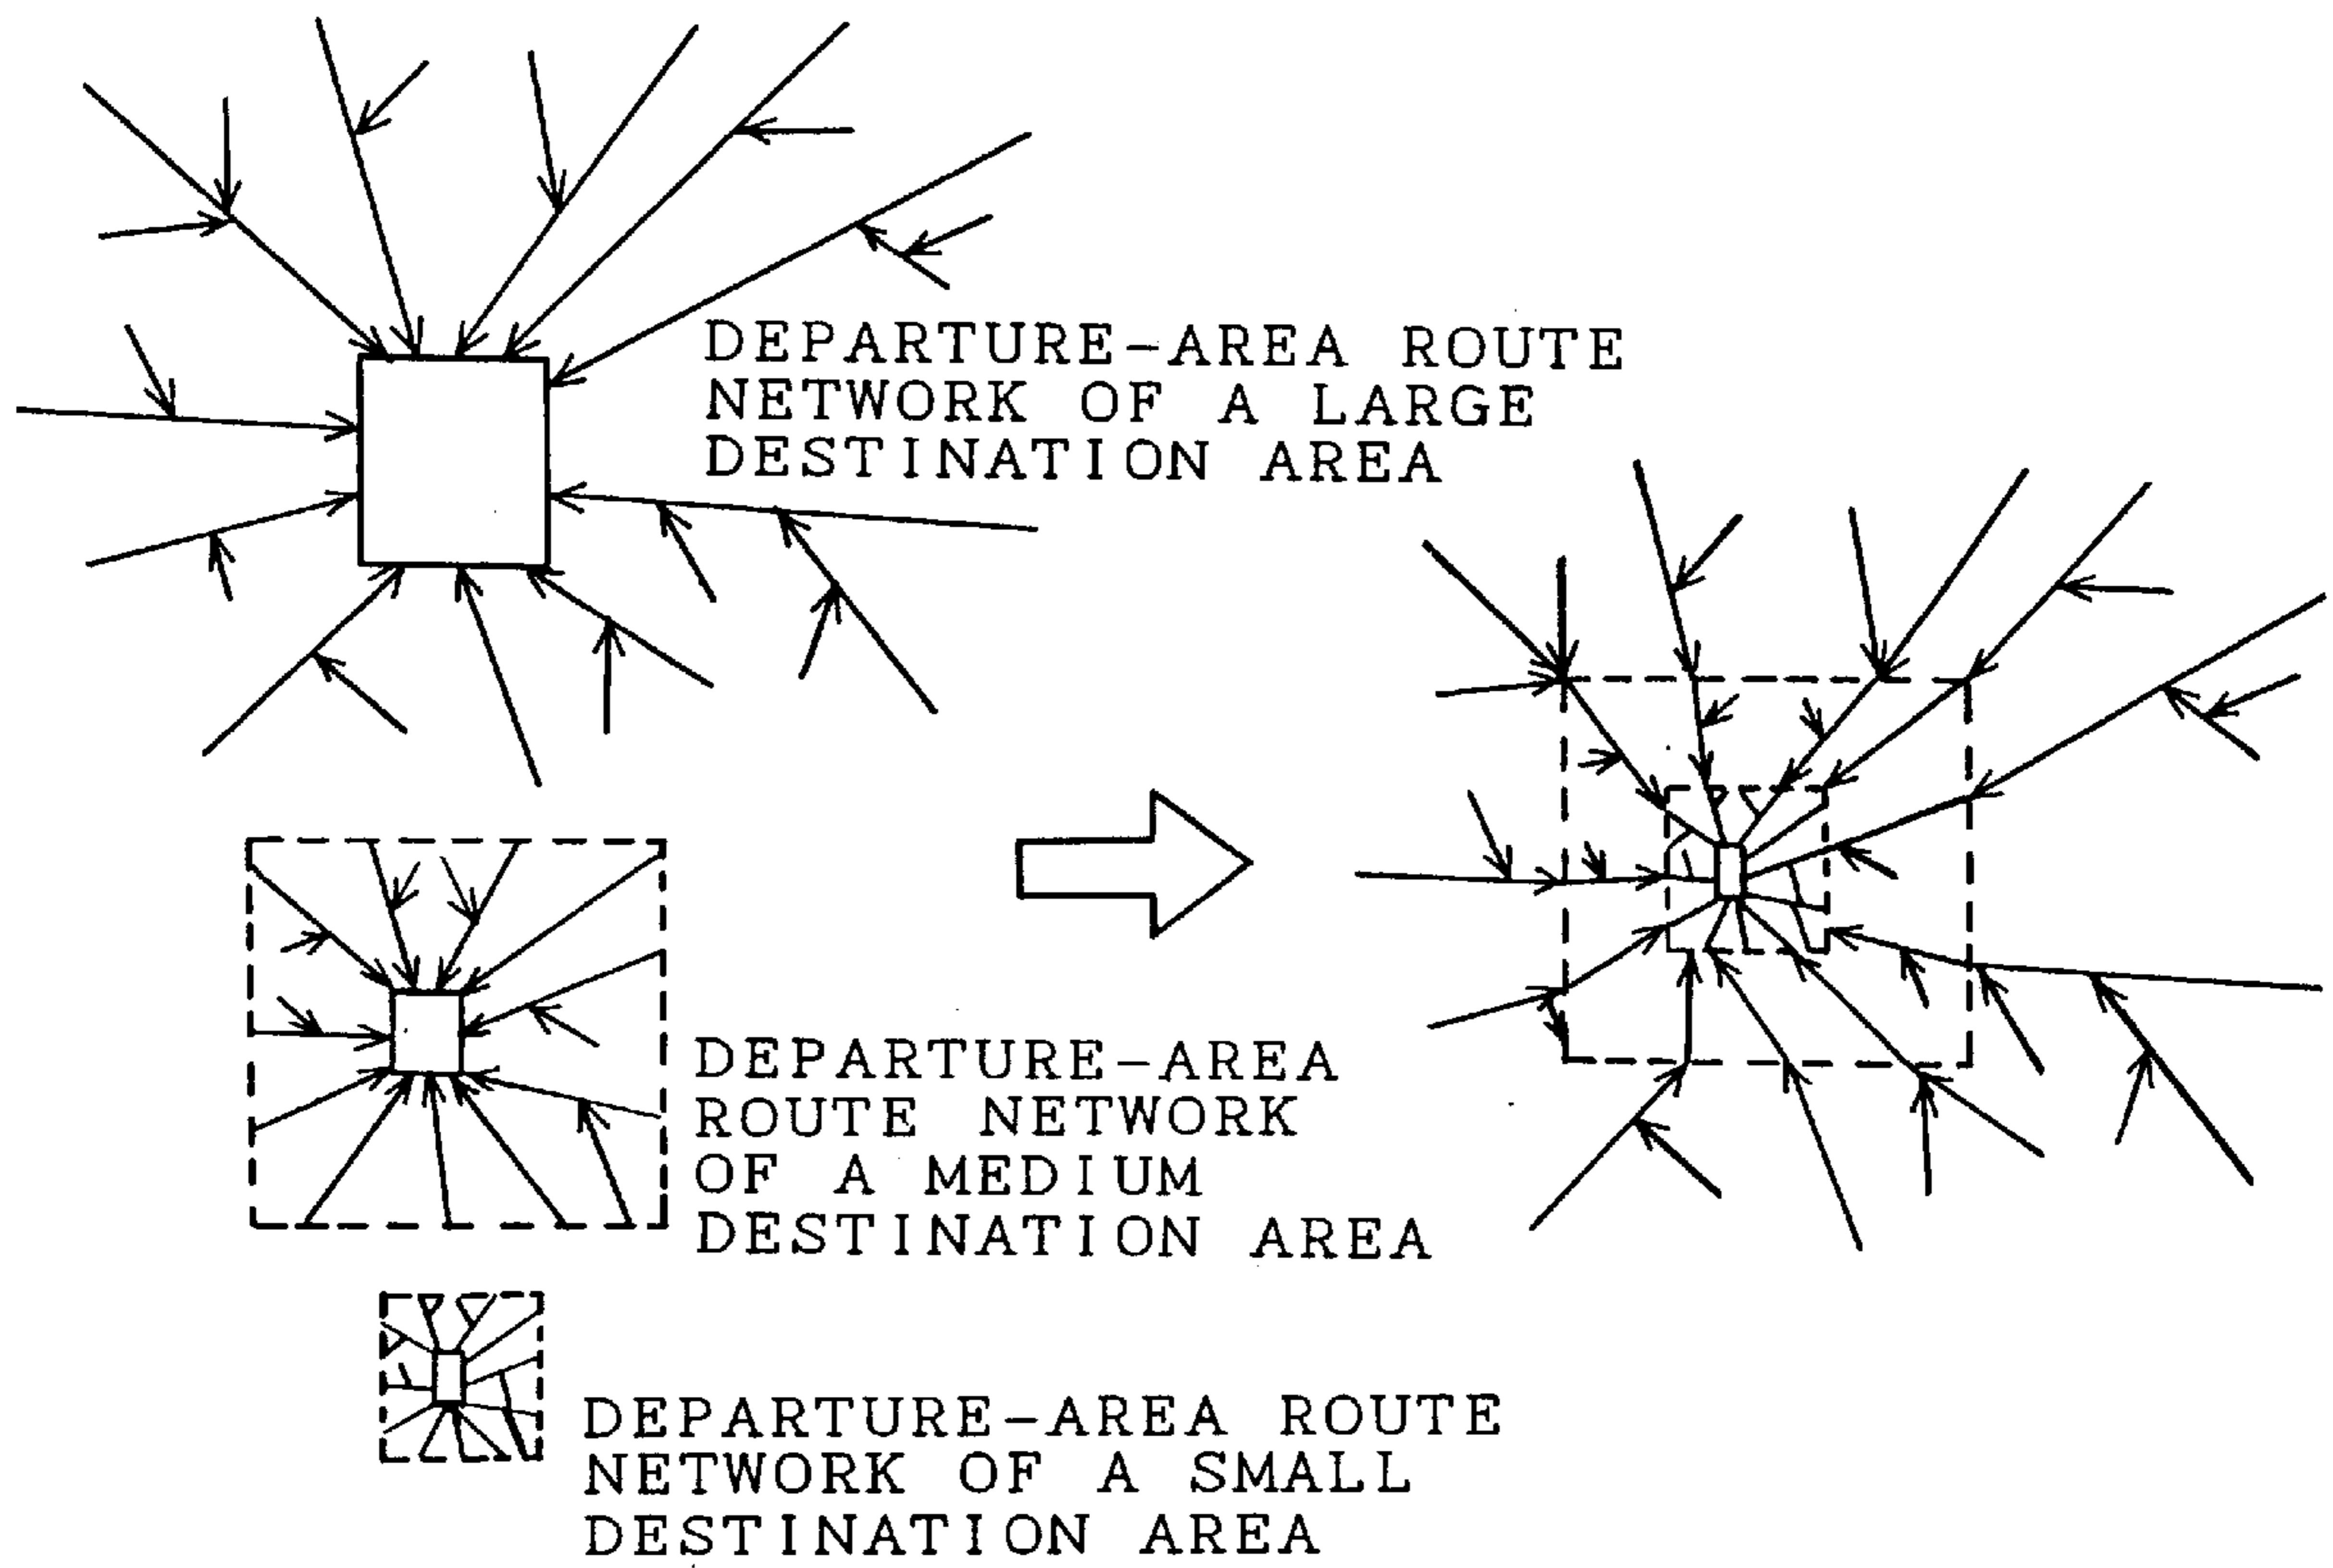 DEPARTURE-AREA ROUTE
NETWORK OF A LARGE
DESTINATION AREA
DEPARTURE-AREA
ROUTE NETWORK
OF A MEDIUM
DESTINATION AREA
DEPARTURE-AREA ROUTE
NETWORK OF A SMALL
DESTINATION AREA